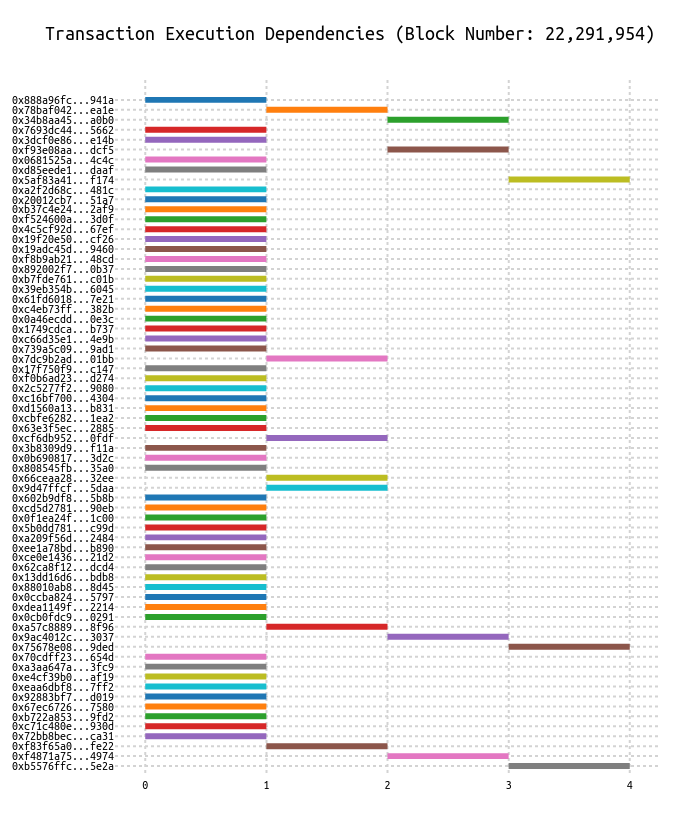 Transaction Execution Dependencies (Block Number: 22,291,954)
0x888a96fc...941a
0x78baf042...ea1e
0x34b8aa45...a0b0
0x7693dc44...5662
0x3dcf0e86...e14b
0xf93e08aa...dcf5
0x0681525a...4c4c
0xd85eede1...daaf
0x5af83a41...f174
0xa2f2d68c...481c
0x20012cb7...51a7
0xb37c4e24...2af9
0xf524600a...3d0f
0x4c5cf92d...67ef
0x19f20e50...cf26
0x19adc45d...9460
0xf8b9ab21...48cd
0x892002f7...0b37
0xb7fde761...c01b
0x39eb354b...6045
0x61fd6018...7e21
0xc4eb73ff...382b
0x0a46ecdd...0e3c
0x1749cdca...b737
0xc66d35e1...4e9b
0x739a5c09...9ad1
0x7dc9b2ad...01bb
0x17f750f9...c147
0xf0b6ad23...d274
0x2c5277f2...9080
0xc16bf700...4304
0xd1560a13...b831
0xcbfe6282...1ea2
0x63e3f5ec...2885
0xcf6db952...0fdf
0x3b8309d9...f11a
0x0b690817...3d2c
0x808545fb...35a0
0x66ceaa28...32ee
0x9d47ffcf...5daa
0x602b9df8...5b8b
0xcd5d2781...90eb
0x0f1ea24f...1c00
0x5b0dd781...c99d
0xa209f56d...2484
0xee1a78bd...b890
0xce0e1436...21d2
0x62ca8f12...dcd4
0x13dd16d6...bdb8
0x88010ab8...8d45
0x0ccba824...5797
0xdea1149f...2214
0x0cb0fdc9...0291
0xa57c8889...8f96
0x9ac4012c...3037
0x75678e08...9ded
0x70cdff23...654d
0xa3aa647a...3fc9
0xe4cf39b0...af19
0xeaa6dbf8...7ff2
0x92883bf7...d019
0x67ec6726...7580
0xb722a853...9fd2
0xc71c480e...930d
0x72bb8bec...ca31
0xf83f65a0...fe22
0xf4871a75...4974
0xb5576ffc...5e2a
0 1 2 3 4